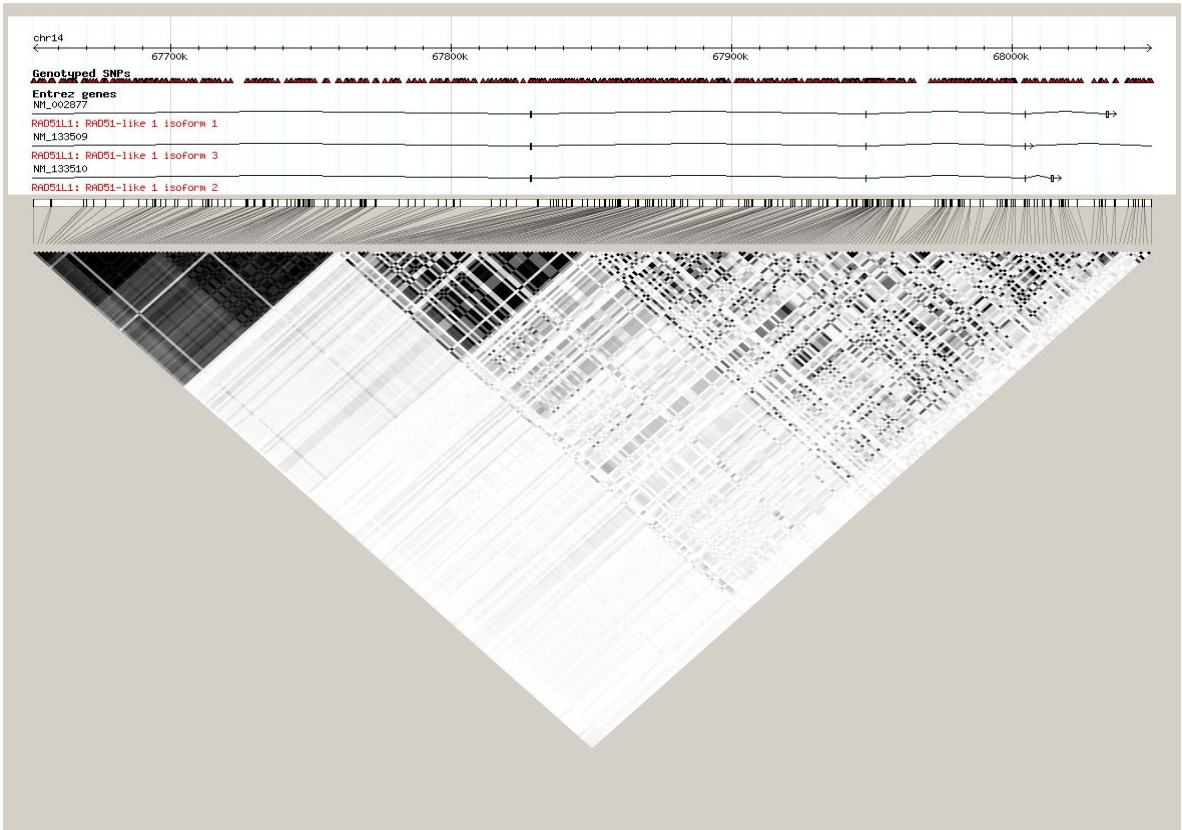 chr14
67700k 67800k 67900k 68000k
Genotyped SNPs
Entrez genes
NM_002877
RAD51L1: RAD51-like 1 isoform 1
NM_133509
RAD51L1: RAD51-like 1 isoform 3
NM_133510
RAD51L1: RAD51-like 1 isoform 2